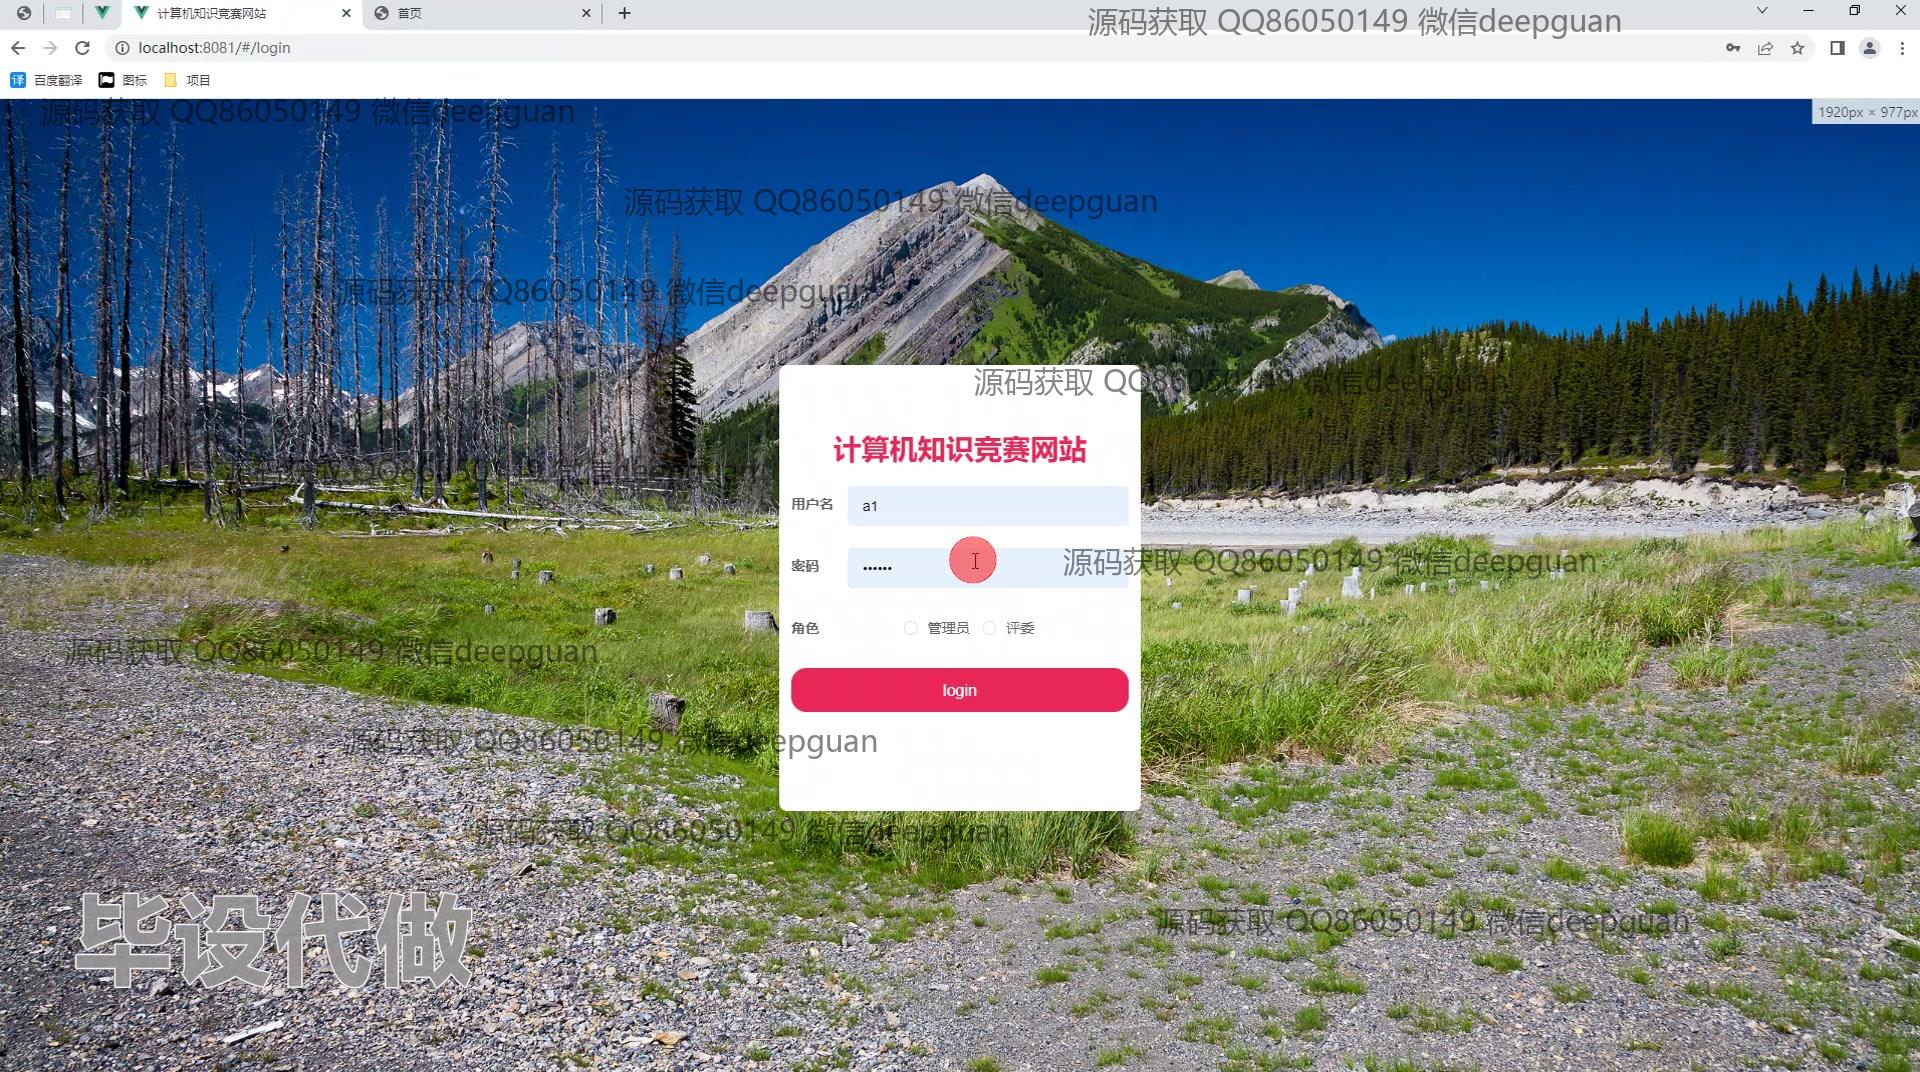 计算机知识竞赛网站
首页
源码获取 QQ86050149 微信deepguan
localhost:8081/#/login
百度翻译
图标
项目
源码获取 QQ86050149 微信deepguan
1920px × 977px
源码获取 QQ86050149 微信deepguan
源码获取 QQ86050149 微信deepguan
源码获取 QQ86050149 微信deepguan
计算机知识竞赛网站
用户名
a1
密码
••••••
源码获取 QQ86050149 微信deepguan
角色
管理员
评委
源码获取 QQ86050149 微信deepguan
login
源码获取 QQ86050149 微信deepguan
源码获取 QQ86050149 微信deepguan
毕设代做
源码获取 QQ86050149 微信deepguan